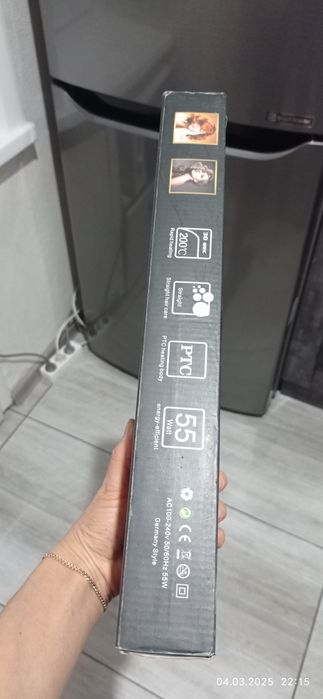 30 sec
200°C
Rapid heating
Straight
Straight hair care
PTC
PTC heating body
55
Watt
energy-efficient
CE
AC100-240v 50/60Hz 55W
Germany Style
04.03.2025 22:15